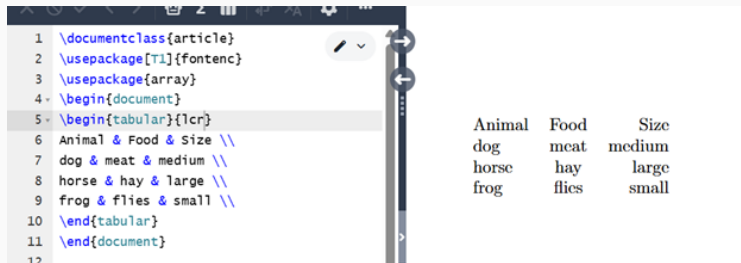 1 \documentclass{article}
2 \usepackage[T1]{fontenc}
3 \usepackage{array}
4 \begin{document}
5 \begin{tabular}{lcr}
6 Animal & Food & Size \\
7 dog & meat & medium \\
8 horse & hay & large \\
9 frog & flies & small \\
10 \end{tabular}
11 \end{document}
12
Animal Food Size
dog meat medium
horse hay large
frog flies small